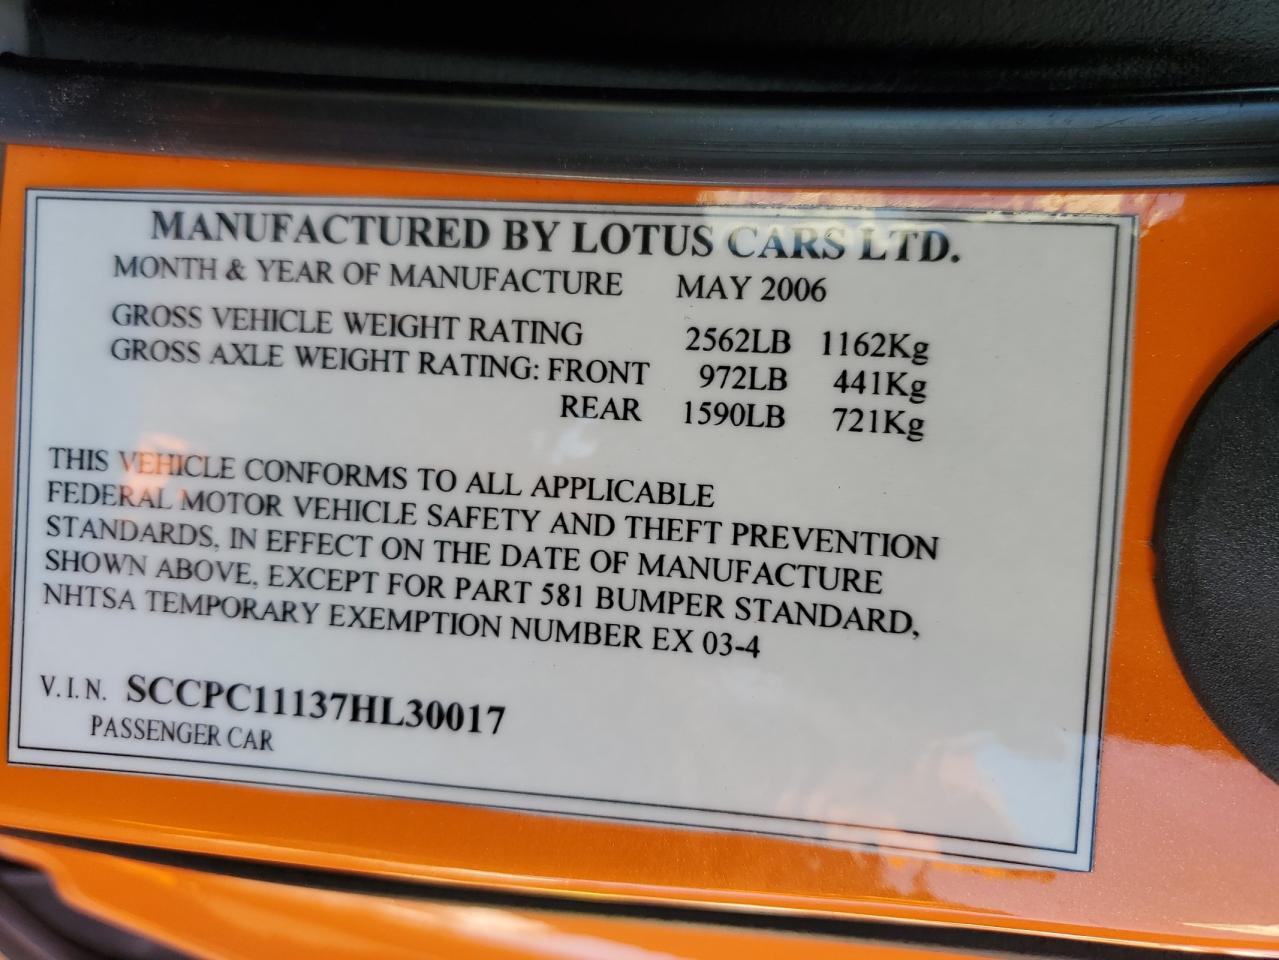 MANUFACTURED BY LOTUS CARS LTD.
MONTH & YEAR OF MANUFACTURE MAY 2006
GROSS VEHICLE WEIGHT RATING 2562LB 1162Kg
GROSS AXLE WEIGHT RATING: FRONT 972LB 441Kg
REAR 1590LB 721Kg
THIS VEHICLE CONFORMS TO ALL APPLICABLE
FEDERAL MOTOR VEHICLE SAFETY AND THEFT PREVENTION
STANDARDS, IN EFFECT ON THE DATE OF MANUFACTURE
SHOWN ABOVE, EXCEPT FOR PART 581 BUMPER STANDARD,
NHTSA TEMPORARY EXEMPTION NUMBER EX 03-4
V.I.N. SCCPC11137HL30017
PASSENGER CAR